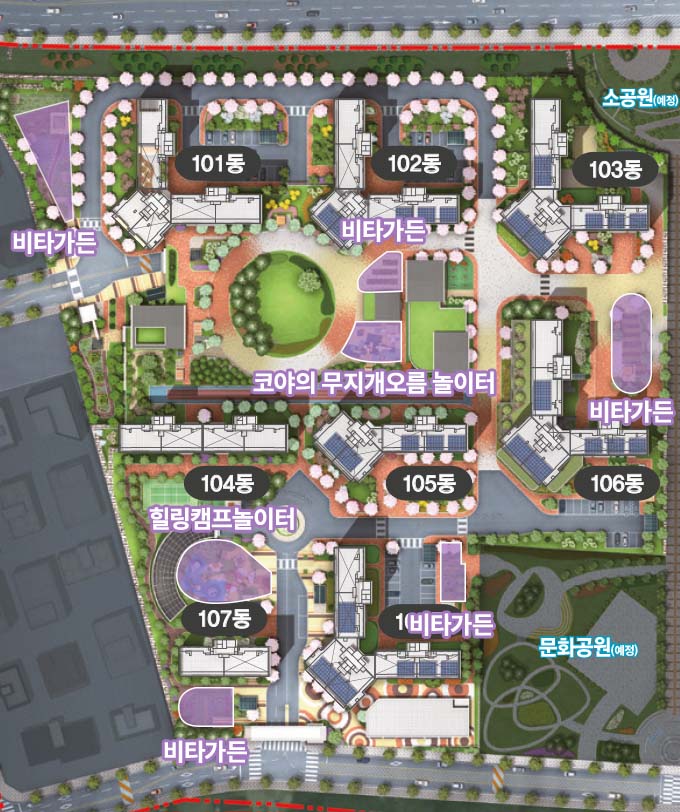 소공원(예정)
101동
102동
103동
비타가든
비타가든
코야의 무지개오름 놀이터
비타가든
104동
105동
106동
힐링캠프놀이터
107동
비타가든
문화공원(예정)
비타가든